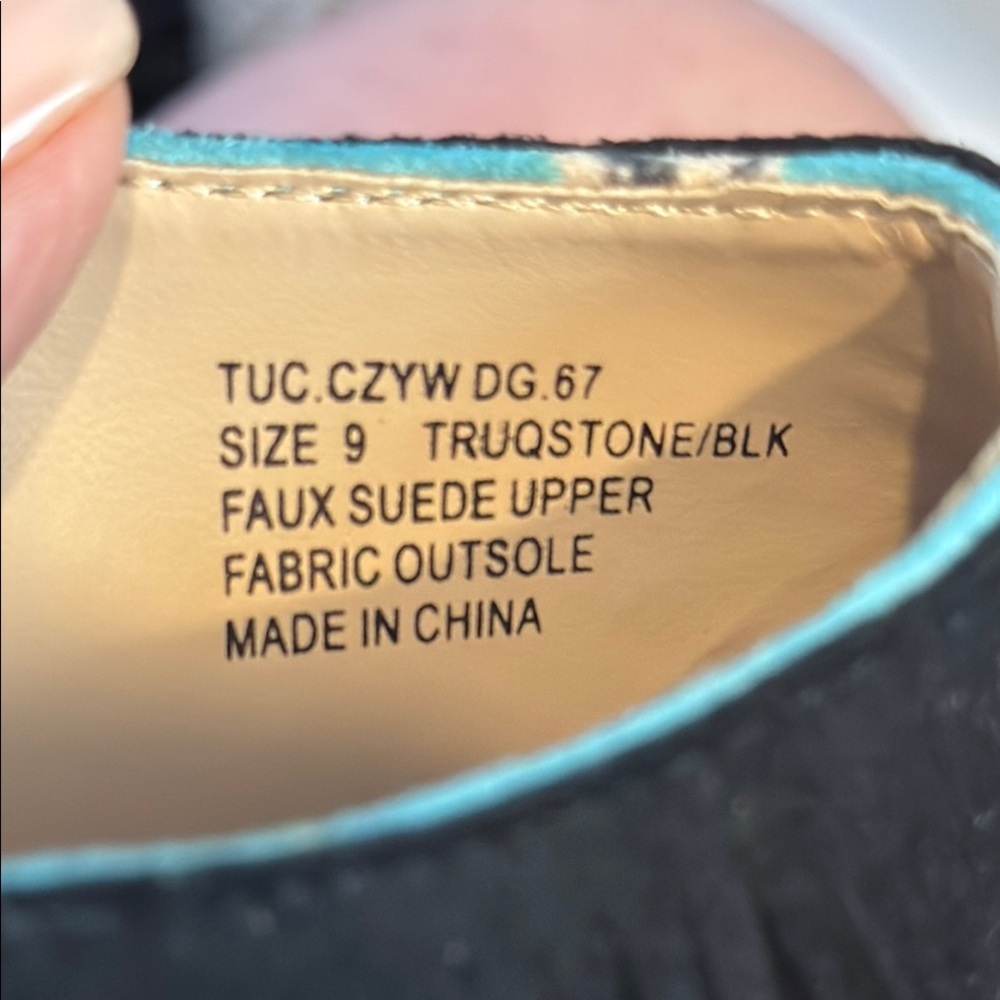 TUC.CZYW DG.67
SIZE 9 TRUQSTONE/BLK
FAUX SUEDE UPPER
FABRIC OUTSOLE
MADE IN CHINA